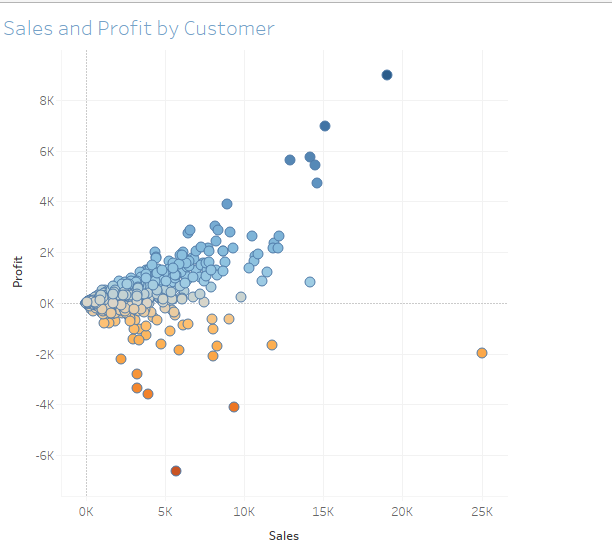 Sales and Profit by Customer
8K
6K
4K
2K
0K
-2K
-4K
-6K
Profit
0K 5K 10K 15K 20K 25K
Sales